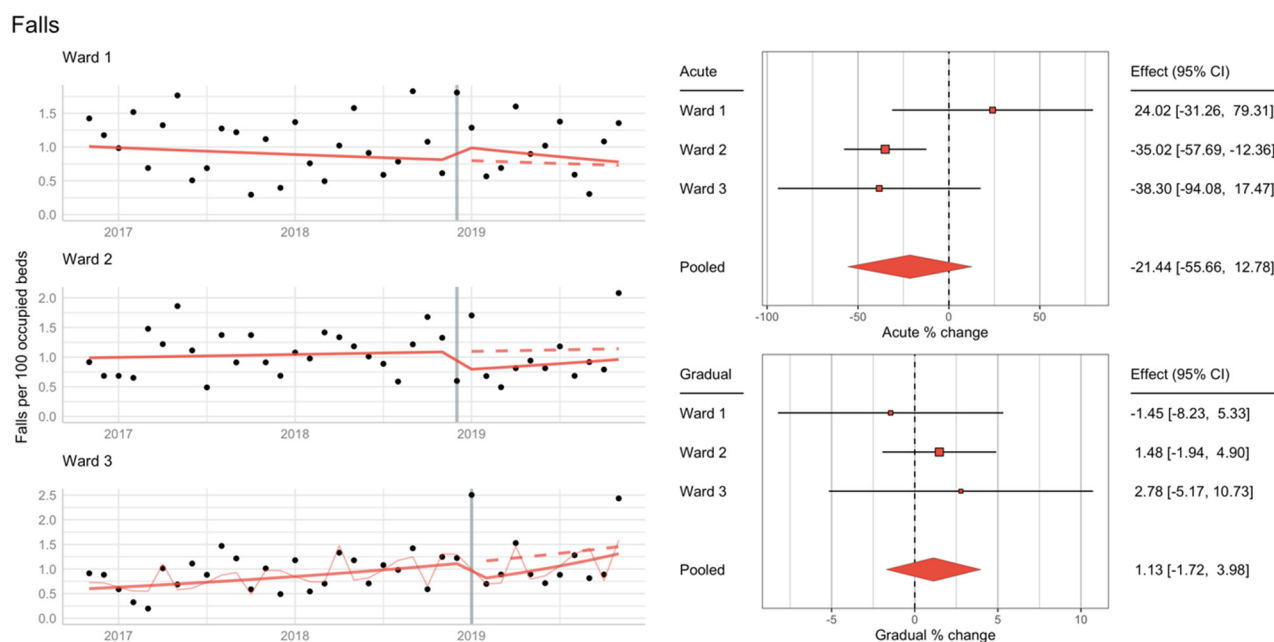 Falls
Falls per 100 occupied beds
Ward 1
1.5
1.0
0.5
0.0
2017 2018 2019
Ward 2
2.0
1.5
1.0
0.5
0.0
2017 2018 2019
Ward 3
2.5
2.0
1.5
1.0
0.5
0.0
2017 2018 2019
Acute Effect (95% CI)
Ward 1 24.02 [-31.26, 79.31]
Ward 2 -35.02 [-57.69, -12.36]
Ward 3 -38.30 [-94.08, 17.47]
Pooled -21.44 [-55.66, 12.78]
-100 -50 0 50
Acute % change
Gradual Effect (95% CI)
Ward 1 -1.45 [-8.23, 5.33]
Ward 2 1.48 [-1.94, 4.90]
Ward 3 2.78 [-5.17, 10.73]
Pooled 1.13 [-1.72, 3.98]
-5 0 5 10
Gradual % change